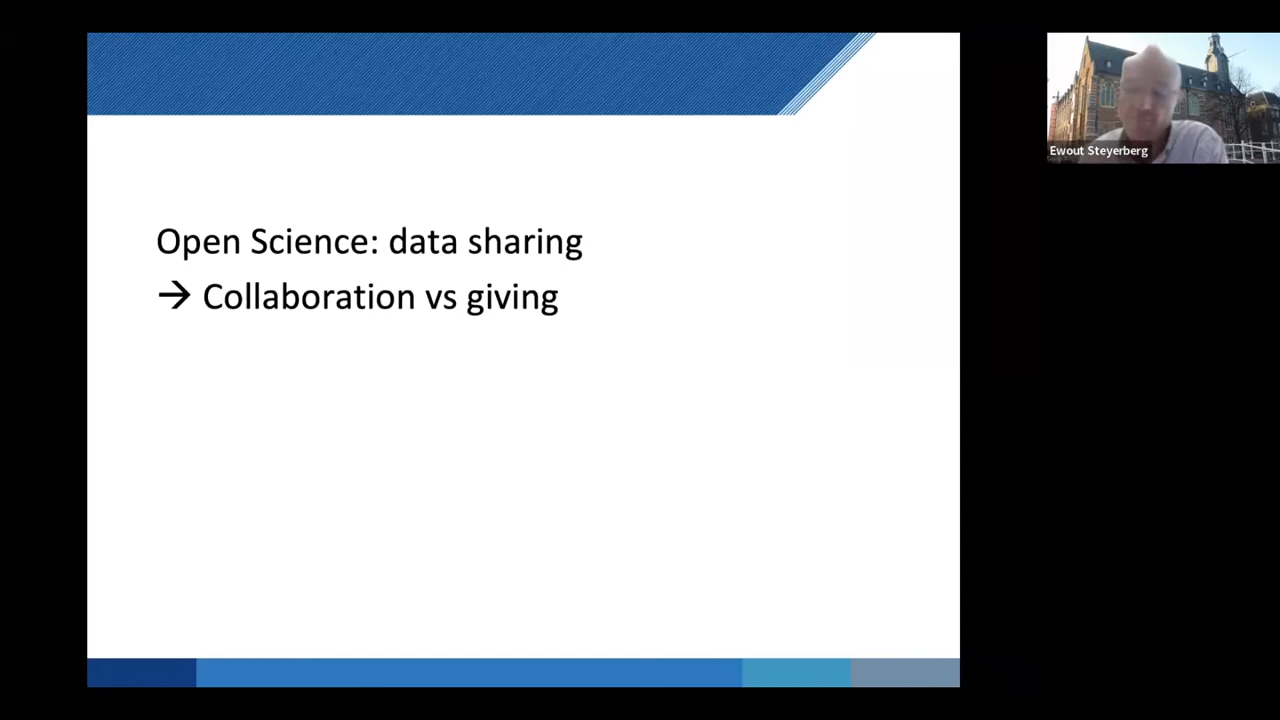 Open Science: data sharing
→ Collaboration vs giving
Ewout Steyerberg